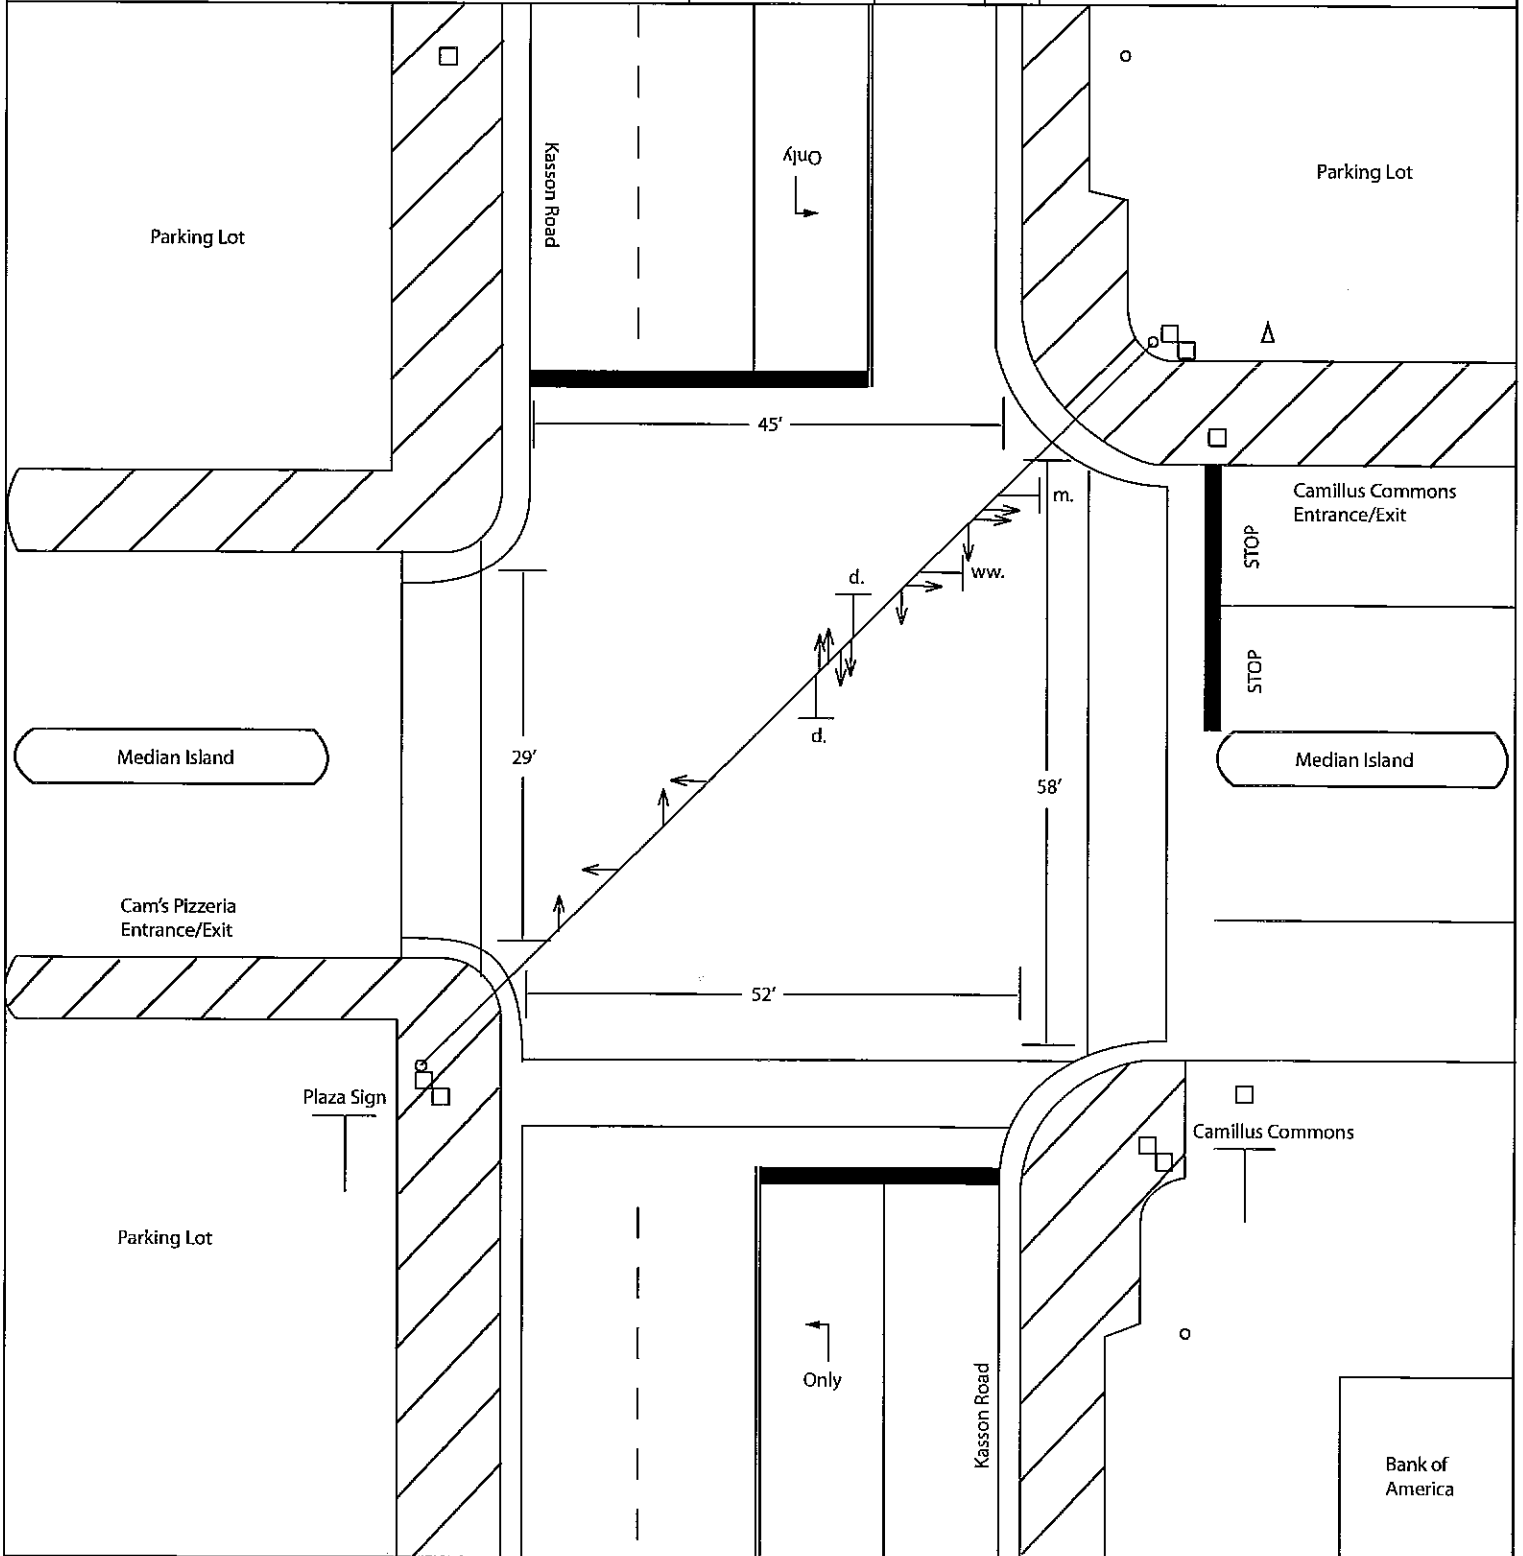 Kasson Road
Only
Parking Lot
Parking Lot
45'
Camillus Commons
Entrance/Exit
m.
STOP
ww.
d.
STOP
d.
Median Island
29'
Median Island
58'
Cam's Pizzeria
Entrance/Exit
52'
Plaza Sign
Camillus Commons
Parking Lot
Only
Kasson Road
Bank of
America